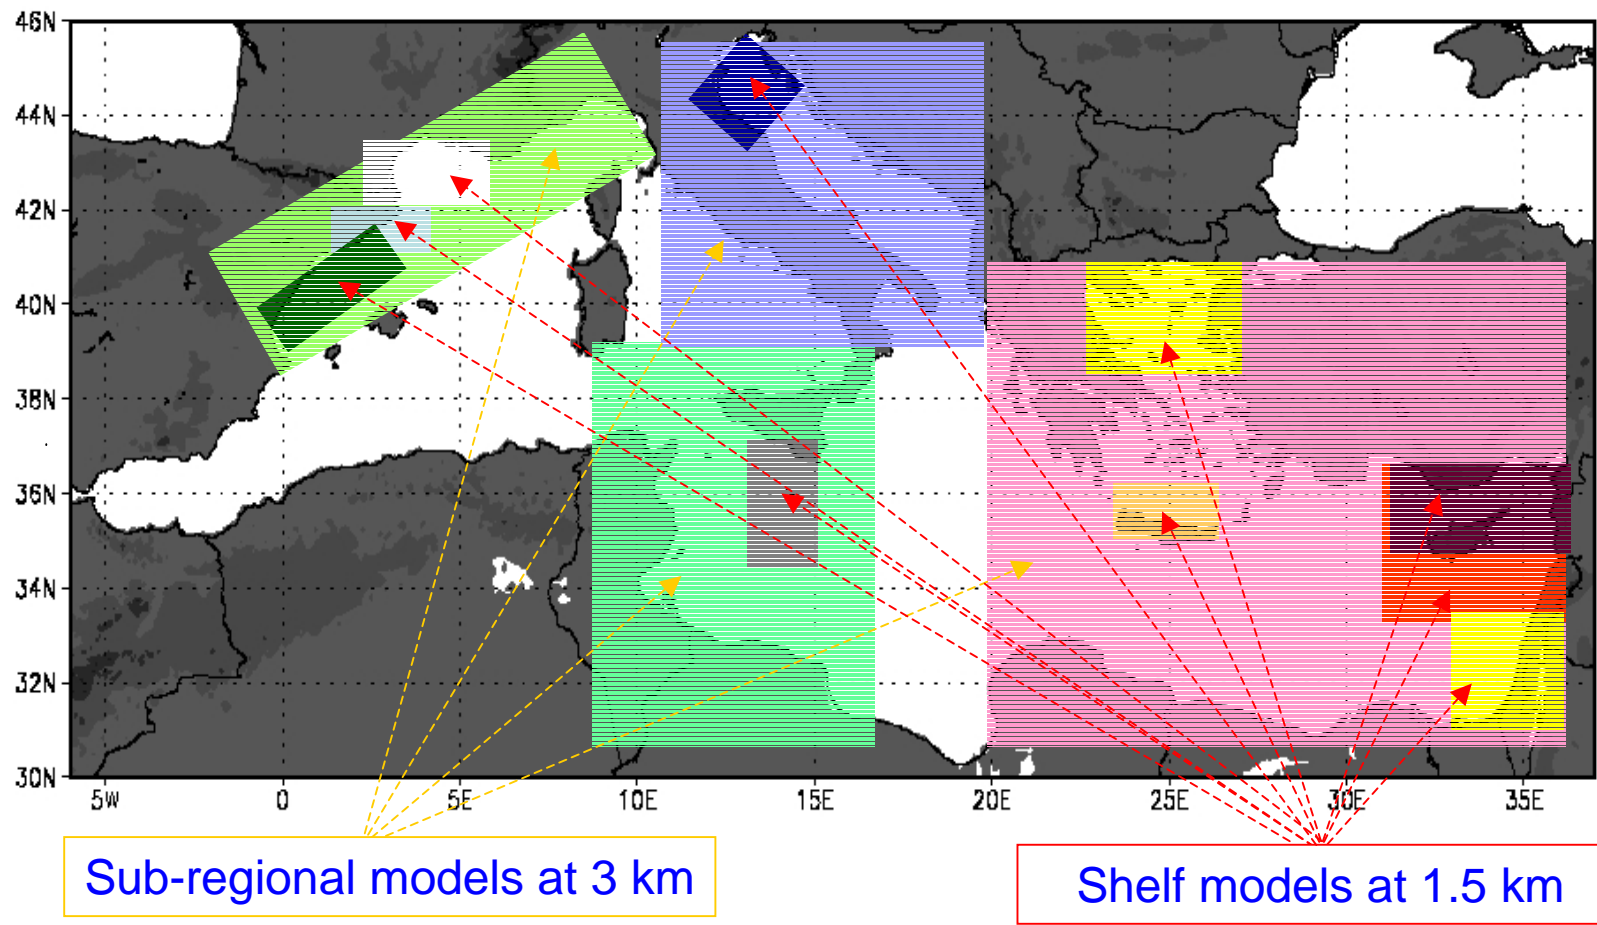 46N
44N
42N
40N
38N
36N
34N
32N
30N
5W 0 5E 10E 15E 20E 25E 30E 35E
Sub-regional models at 3 km
Shelf models at 1.5 km